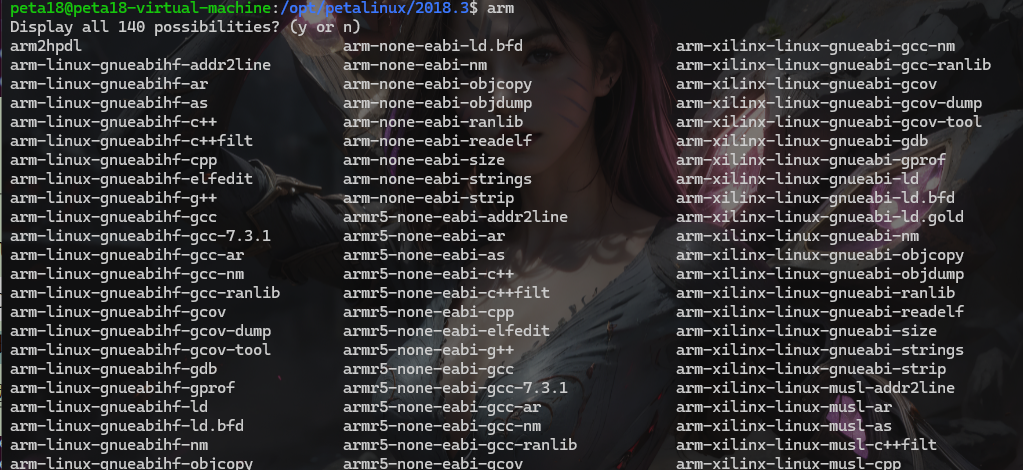 peta18@peta18-virtual-machine:/opt/petalinux/2018.3$ arm
Display all 140 possibilities? (y or n)
arm2hpdl arm-none-eabi-ld.bfd arm-xilinx-linux-gnueabi-gcc-nm
arm-linux-gnueabihf-addr2line arm-none-eabi-nm arm-xilinx-linux-gnueabi-gcc-ranlib
arm-linux-gnueabihf-ar arm-none-eabi-objcopy arm-xilinx-linux-gnueabi-gcov
arm-linux-gnueabihf-as arm-none-eabi-objdump arm-xilinx-linux-gnueabi-gcov-dump
arm-linux-gnueabihf-c++ arm-none-eabi-ranlib arm-xilinx-linux-gnueabi-gcov-tool
arm-linux-gnueabihf-c++filt arm-none-eabi-readelf arm-xilinx-linux-gnueabi-gdb
arm-linux-gnueabihf-cpp arm-none-eabi-size arm-xilinx-linux-gnueabi-gprof
arm-linux-gnueabihf-elfedit arm-none-eabi-strings arm-xilinx-linux-gnueabi-ld
arm-linux-gnueabihf-g++ arm-none-eabi-strip arm-xilinx-linux-gnueabi-ld.bfd
arm-linux-gnueabihf-gcc armr5-none-eabi-addr2line arm-xilinx-linux-gnueabi-ld.gold
arm-linux-gnueabihf-gcc-7.3.1 armr5-none-eabi-ar arm-xilinx-linux-gnueabi-nm
arm-linux-gnueabihf-gcc-ar armr5-none-eabi-as arm-xilinx-linux-gnueabi-objcopy
arm-linux-gnueabihf-gcc-nm armr5-none-eabi-c++ arm-xilinx-linux-gnueabi-objdump
arm-linux-gnueabihf-gcc-ranlib armr5-none-eabi-c++filt arm-xilinx-linux-gnueabi-ranlib
arm-linux-gnueabihf-gcov armr5-none-eabi-cpp arm-xilinx-linux-gnueabi-readelf
arm-linux-gnueabihf-gcov-dump armr5-none-eabi-elfedit arm-xilinx-linux-gnueabi-size
arm-linux-gnueabihf-gcov-tool armr5-none-eabi-g++ arm-xilinx-linux-gnueabi-strings
arm-linux-gnueabihf-gdb armr5-none-eabi-gcc arm-xilinx-linux-gnueabi-strip
arm-linux-gnueabihf-gprof armr5-none-eabi-gcc-7.3.1 arm-xilinx-linux-musl-addr2line
arm-linux-gnueabihf-ld armr5-none-eabi-gcc-ar arm-xilinx-linux-musl-ar
arm-linux-gnueabihf-ld.bfd armr5-none-eabi-gcc-nm arm-xilinx-linux-musl-as
arm-linux-gnueabihf-nm armr5-none-eabi-gcc-ranlib arm-xilinx-linux-musl-c++filt
arm-linux-gnueabihf-objcopy armr5-none-eabi-gcov arm-xilinx-linux-musl-cpp